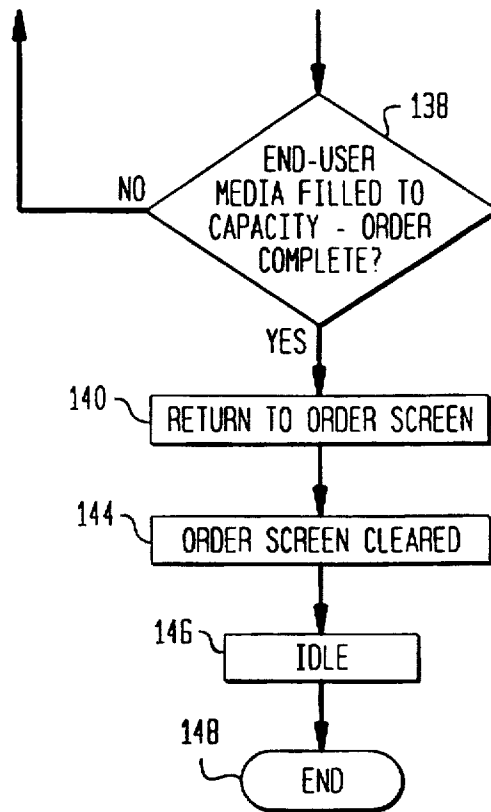 138
END-USER
MEDIA FILLED TO
CAPACITY - ORDER
COMPLETE?
NO
YES
140
RETURN TO ORDER SCREEN
144
ORDER SCREEN CLEARED
146
IDLE
148
END